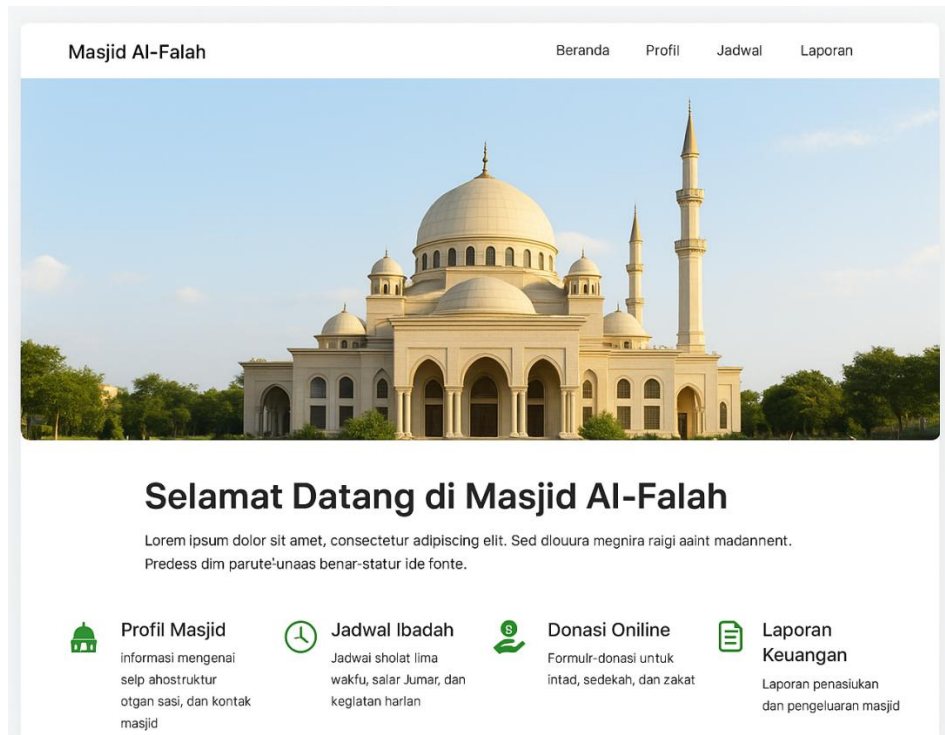 Masjid Al-Falah
Beranda Profil Jadwal Laporan
Selamat Datang di Masjid Al-Falah
Lorem ipsum dolor sit amet, consectetur adipiscing elit. Sed dlouura megnira raigi aaint madannent.
Predess dim parute'-unaas benar-statur ide fonte.
Profil Masjid
informasi mengenai
selp ahostruktur
otgan sasi, dan kontak
masjid
Jadwal Ibadah
Jadwai sholat lima
wakfu, salar Jumar, dan
keglatan harlan
Donasi Oniline
Formulr-donasi untuk
intad, sedekah, dan zakat
Laporan
Keuangan
Laporan penasiukan
dan pengeluaran masjid